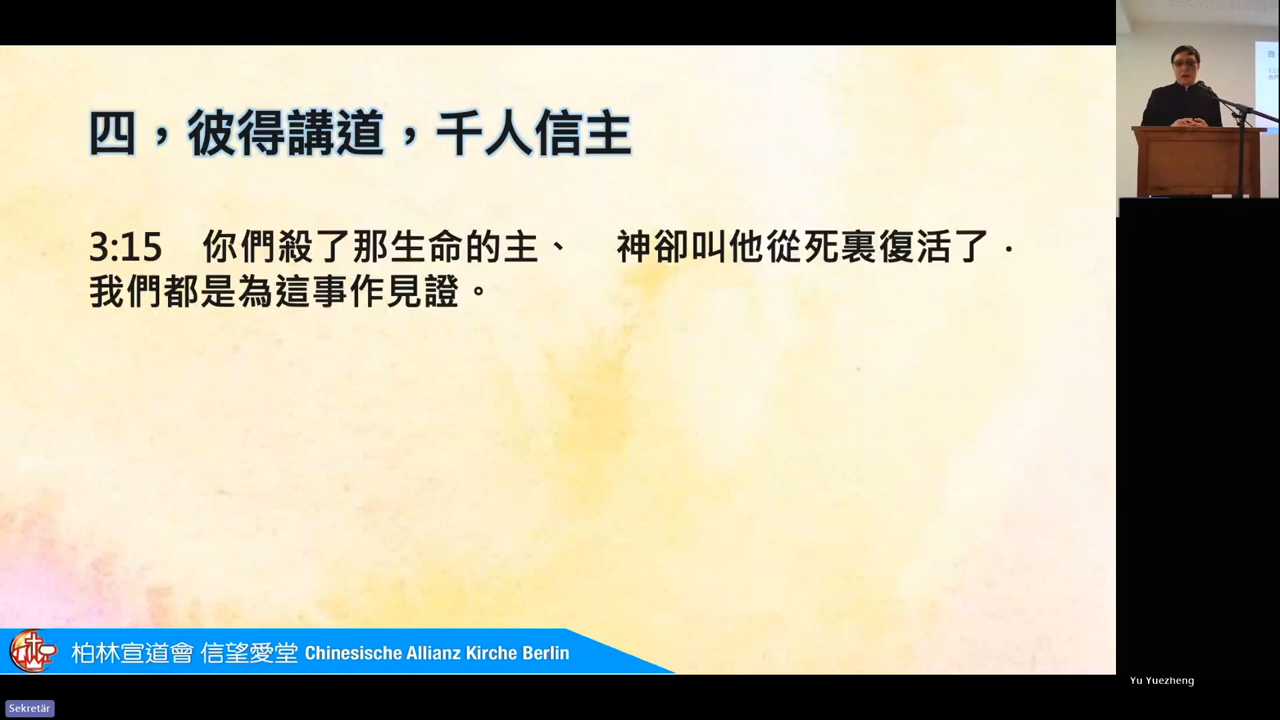 四，彼得講道，千人信主
3:15　你們殺了那生命的主、　神卻叫他從死裏復活了．
我們都是為這事作見證。
柏林宣道會 信望愛堂 Chinesische Allianz Kirche Berlin
Yu Yuezheng
Sekretär